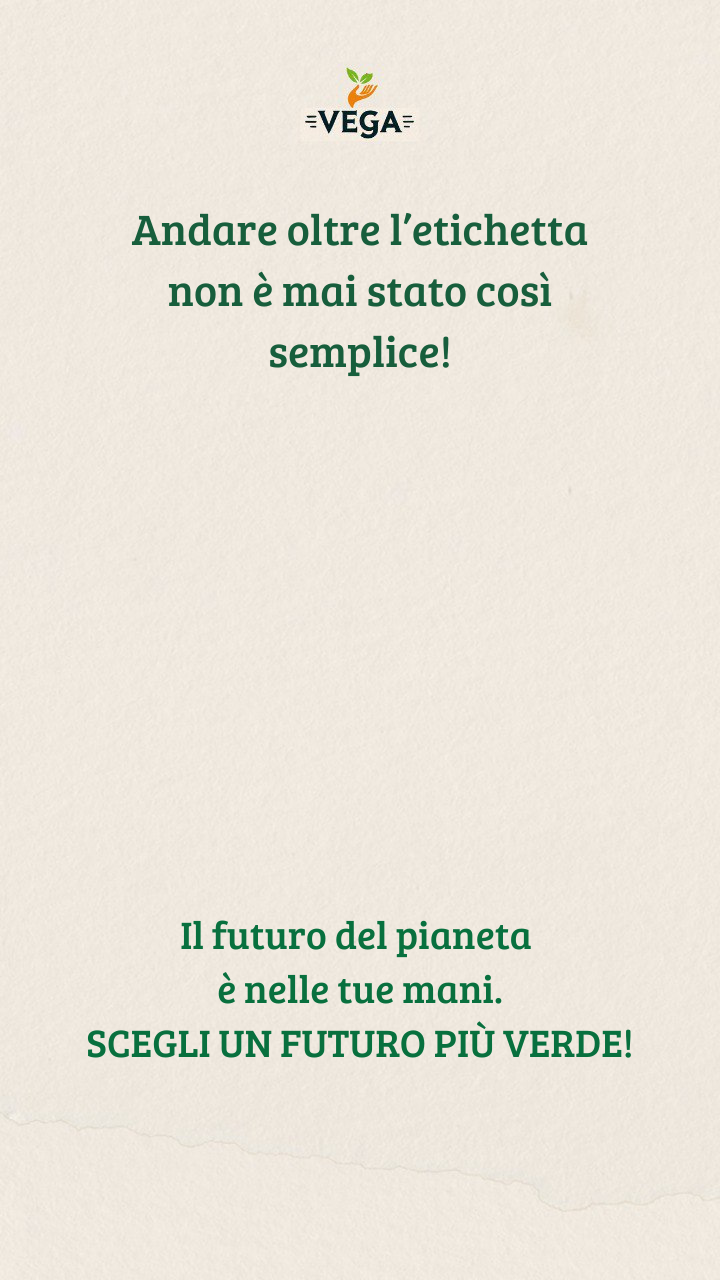 VEGA
Andare oltre l’etichetta
non è mai stato così
semplice!
Il futuro del pianeta
è nelle tue mani.
SCEGLI UN FUTURO PIÙ VERDE!